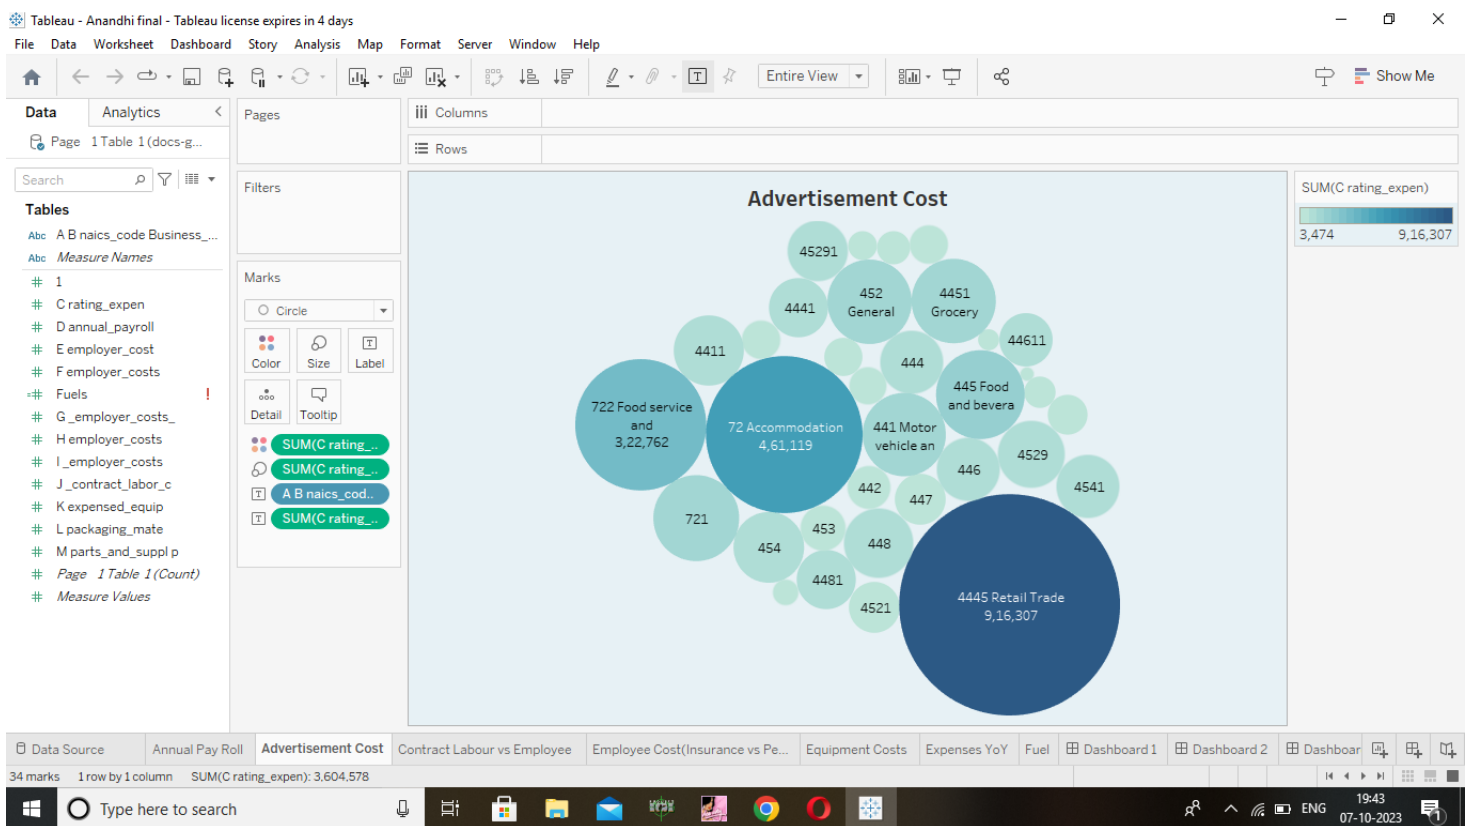 Tableau - Anandhi final - Tableau license expires in 4 days
File Data Worksheet Dashboard Story Analysis Map Format Server Window Help
Entire View
Show Me
Data Analytics
Page 1 Table 1 (docs-g...
Search
Tables
Abc A B naics_code Business_...
Abc Measure Names
1
C rating_expen
D annual_payroll
E employer_cost
F employer_costs
Fuels !
G _employer_costs_
H employer_costs
I _employer_costs
J _contract_labor_c
K expensed_equip
L packaging_mate
M parts_and_suppl p
Page 1 Table 1 (Count)
Measure Values
Pages
Filters
Marks
Circle
Color Size Label
Detail Tooltip
SUM(C rating_..
SUM(C rating_..
A B naics_cod..
SUM(C rating_..
Columns
Rows
Advertisement Cost
45291
452
General
4451
Grocery
4441
4411
44611
444
445 Food
and bevera
722 Food service
and
3,22,762
72 Accommodation
4,61,119
441 Motor
vehicle an
4529
446
442
447
4541
721
453
454
448
4481
4521
4445 Retail Trade
9,16,307
SUM(C rating_expen)
3,474 9,16,307
Data Source Annual Pay Roll Advertisement Cost Contract Labour vs Employee Employee Cost(Insurance vs Pe... Equipment Costs Expenses YoY Fuel Dashboard 1 Dashboard 2 Dashboar
34 marks 1 row by 1 column SUM(C rating_expen): 3,604,578
Type here to search
ENG
19:43
07-10-2023
1